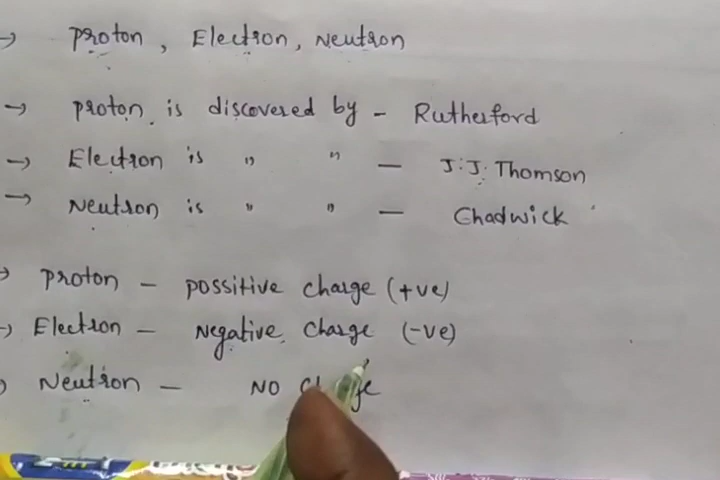 → Proton, Electron, Neutron
→ Proton is discovered by - Rutherford
→ Electron is " " - J.J. Thomson
→ Neutron is " " - Chadwick
→ Proton - Possitive charge (+ve)
→ Electron - Negative charge (-ve)
→ Neutron - NO Charge